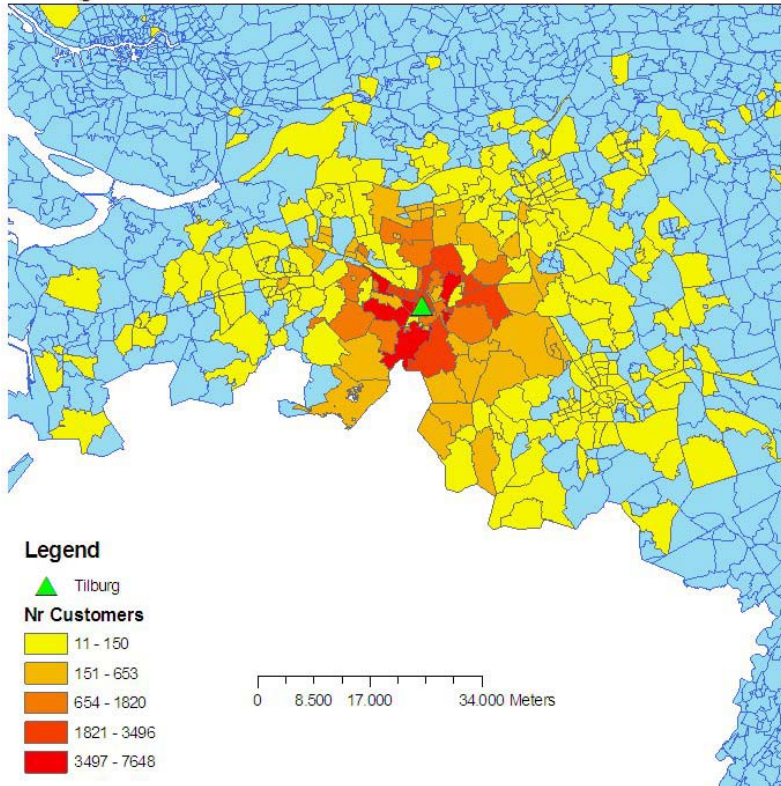 Legend
Tilburg
Nr Customers
11 - 150
151 - 653
654 - 1820
1821 - 3496
3497 - 7648
0 8.500 17.000 34.000 Meters